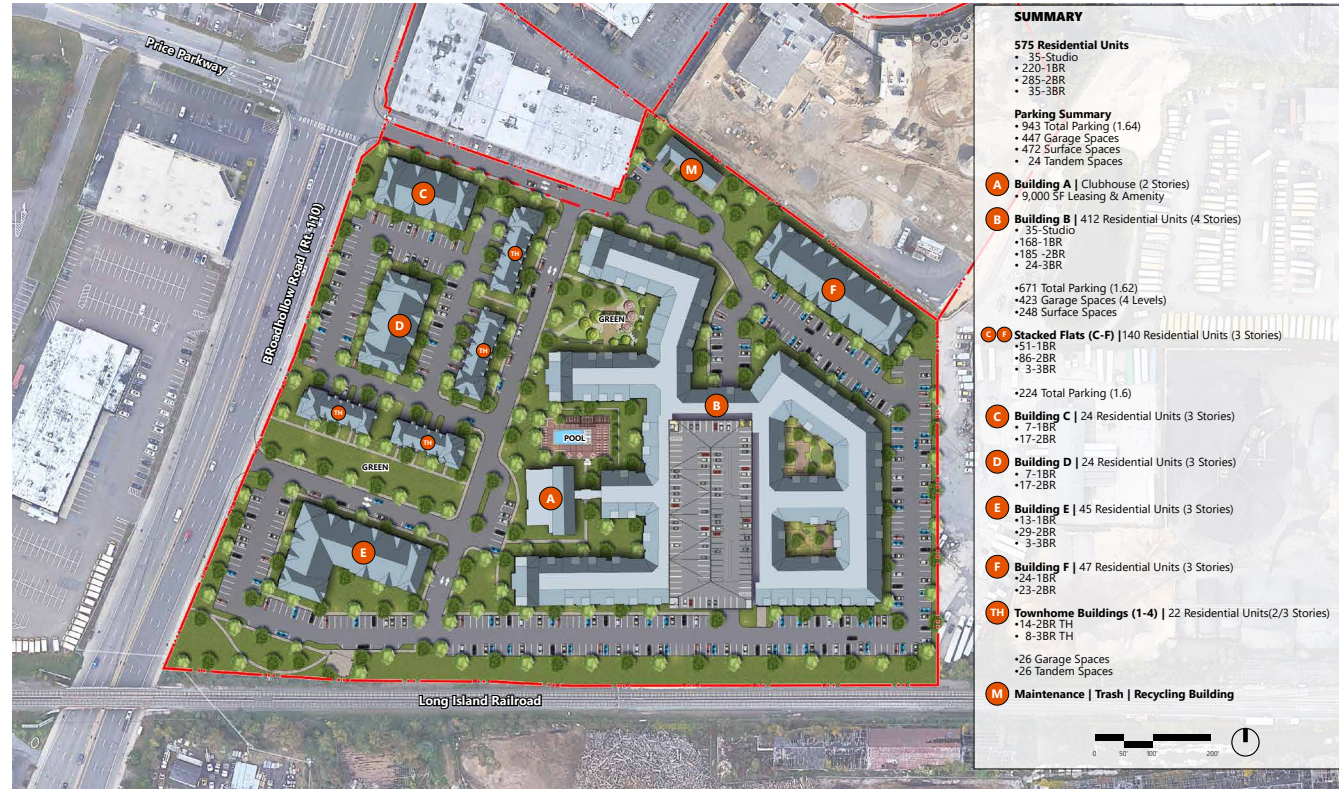 Price Parkway
BRoadhollow Road (Rt. 110)
C
TH
D
TH
TH
TH
GREEN
E
M
F
GREEN
B
POOL
A
Long Island Railroad
SUMMARY
575 Residential Units
• 35-Studio
• 220-1BR
• 285-2BR
• 35-3BR
Parking Summary
• 943 Total Parking (1.64)
• 447 Garage Spaces
• 472 Surface Spaces
• 24 Tandem Spaces
A Building A | Clubhouse (2 Stories)
• 9,000 SF Leasing & Amenity
B Building B | 412 Residential Units (4 Stories)
• 35-Studio
•168-1BR
•185 -2BR
• 24-3BR
•671 Total Parking (1.62)
•423 Garage Spaces (4 Levels)
•248 Surface Spaces
C F Stacked Flats (C-F) |140 Residential Units (3 Stories)
•51-1BR
•86-2BR
• 3-3BR
•224 Total Parking (1.6)
C Building C | 24 Residential Units (3 Stories)
• 7-1BR
•17-2BR
D Building D | 24 Residential Units (3 Stories)
• 7-1BR
•17-2BR
E Building E | 45 Residential Units (3 Stories)
•13-1BR
•29-2BR
• 3-3BR
F Building F | 47 Residential Units (3 Stories)
•24-1BR
•23-2BR
TH Townhome Buildings (1-4) | 22 Residential Units(2/3 Stories)
•14-2BR TH
• 8-3BR TH
•26 Garage Spaces
•26 Tandem Spaces
M Maintenance | Trash | Recycling Building
0 50' 100' 200'